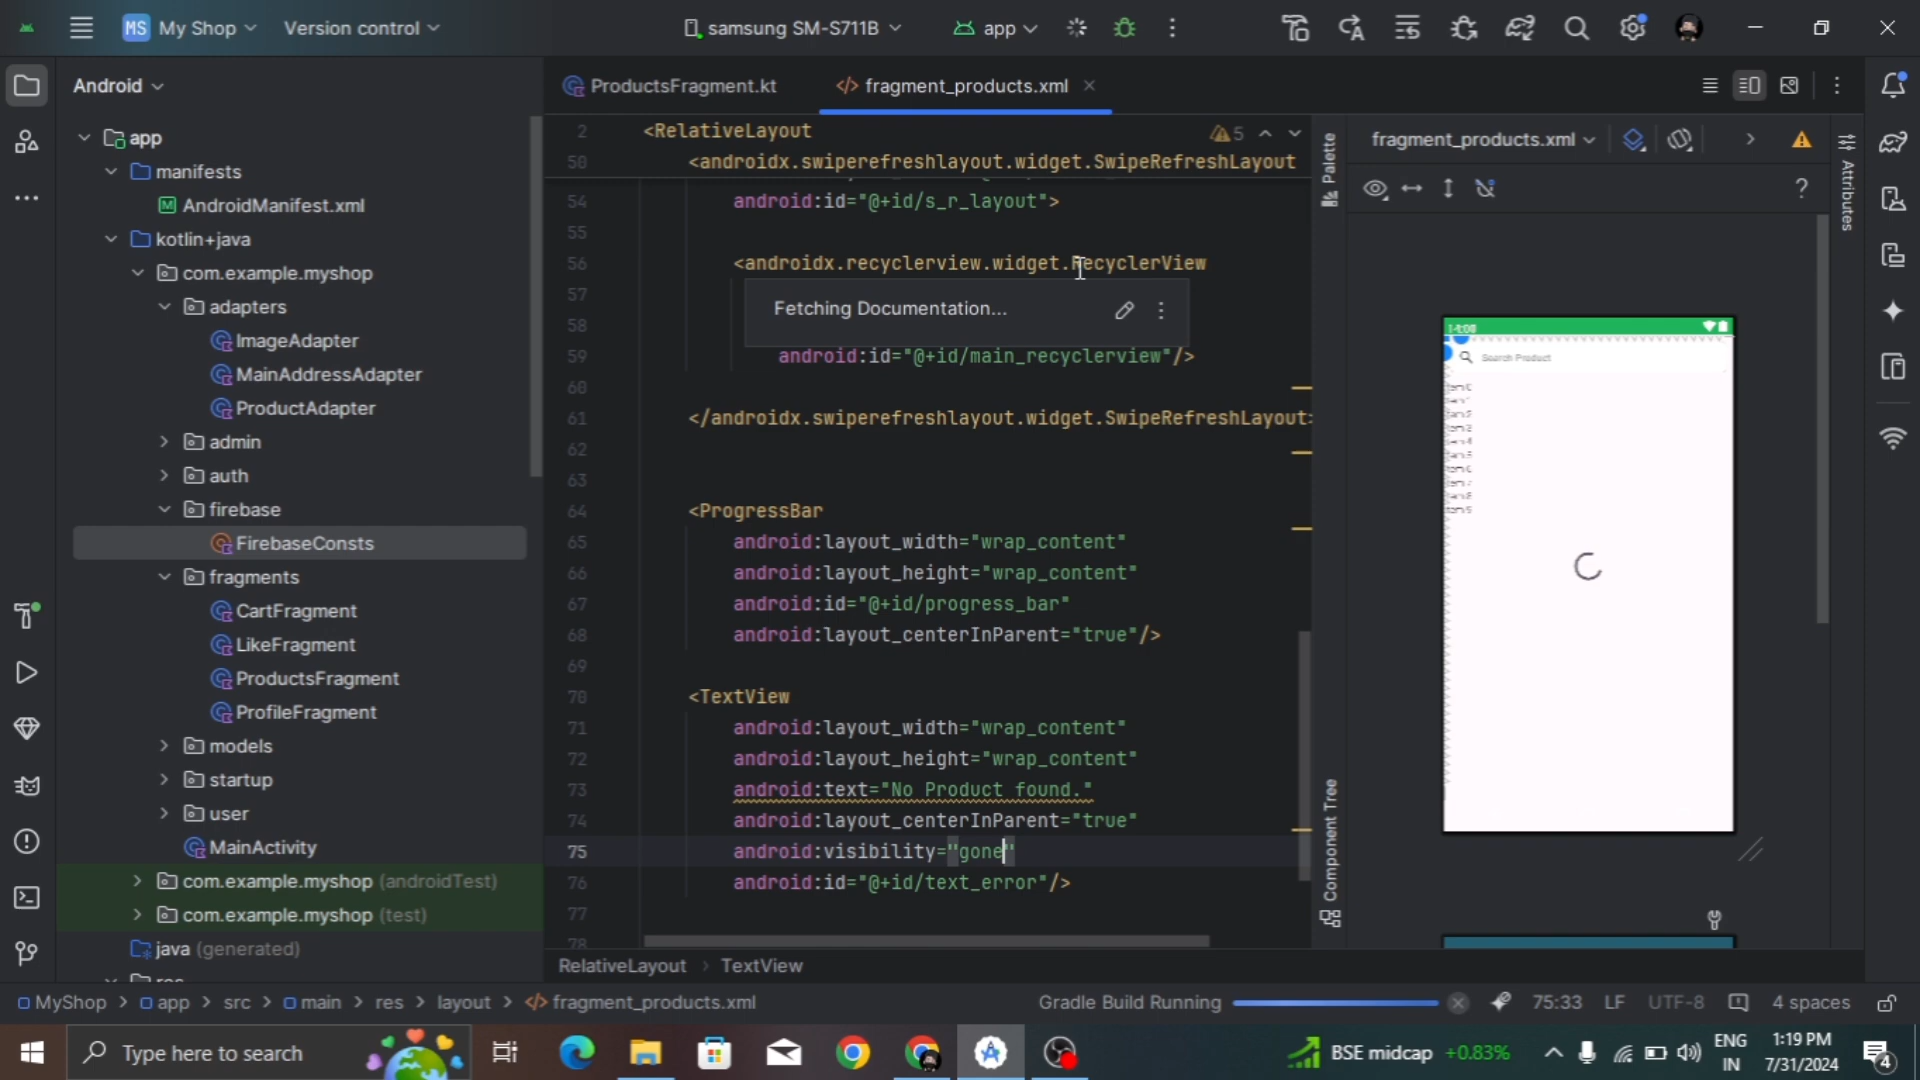 MS My Shop
Version control
samsung SM-S711B
app
Android
ProductsFragment.kt
fragment_products.xml
app
manifests
AndroidManifest.xml
kotlin+java
com.example.myshop
adapters
ImageAdapter
MainAddressAdapter
ProductAdapter
admin
auth
firebase
FirebaseConsts
fragments
CartFragment
LikeFragment
ProductsFragment
ProfileFragment
models
startup
user
MainActivity
com.example.myshop (androidTest)
com.example.myshop (test)
java (generated)
2 <RelativeLayout
5
50 <androidx.swiperefreshlayout.widget.SwipeRefreshLayout
54 android:id="@+id/s_r_layout">
55
56 <androidx.recyclerview.widget.RecyclerView
57
Fetching Documentation...
58
59 android:id="@+id/main_recyclerview"/>
60
61 </androidx.swiperefreshlayout.widget.SwipeRefreshLayout>
62
63
64 <ProgressBar
65 android:layout_width="wrap_content"
66 android:layout_height="wrap_content"
67 android:id="@+id/progress_bar"
68 android:layout_centerInParent="true"/>
69
70 <TextView
71 android:layout_width="wrap_content"
72 android:layout_height="wrap_content"
73 android:text="No Product found."
74 android:layout_centerInParent="true"
75 android:visibility="gone"
76 android:id="@+id/text_error"/>
77
78
RelativeLayout > TextView
Palette
Component Tree
fragment_products.xml
?
Attributes
Search Product
MyShop > app > src > main > res > layout > fragment_products.xml
Gradle Build Running
75:33
LF
UTF-8
4 spaces
Type here to search
BSE midcap +0.83%
ENG
IN
1:19 PM
7/31/2024
4